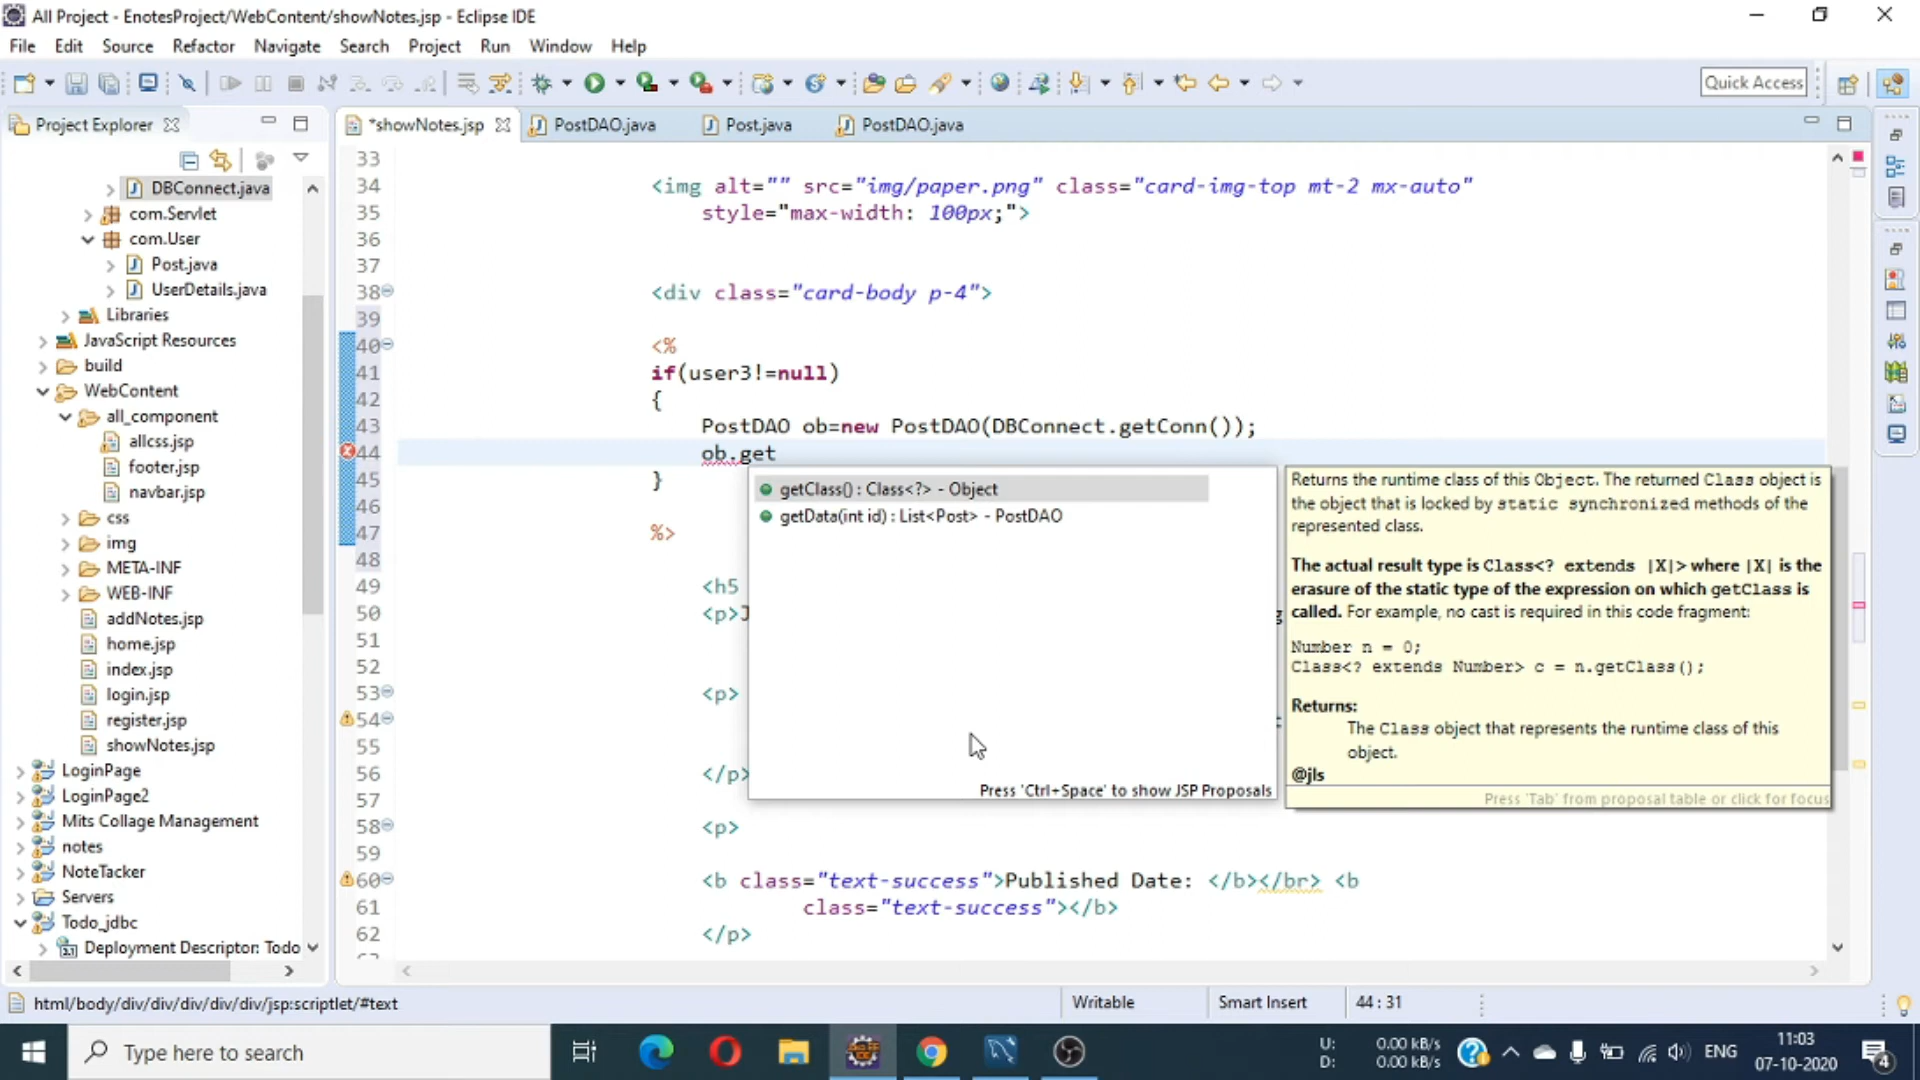 All Project - EnotesProject/WebContent/showNotes.jsp - Eclipse IDE
File Edit Source Refactor Navigate Search Project Run Window Help
Quick Access
Project Explorer
*showNotes.jsp PostDAO.java Post.java PostDAO.java
DBConnect.java
com.Servlet
com.User
Post.java
UserDetails.java
Libraries
JavaScript Resources
build
WebContent
all_component
allcss.jsp
footer.jsp
navbar.jsp
css
img
META-INF
WEB-INF
addNotes.jsp
home.jsp
index.jsp
login.jsp
register.jsp
showNotes.jsp
LoginPage
LoginPage2
Mits Collage Management
notes
NoteTacker
Servers
Todo_jdbc
Deployment Descriptor: Todo
33
34 <img alt="" src="img/paper.png" class="card-img-top mt-2 mx-auto"
35 style="max-width: 100px;">
36
37
38 <div class="card-body p-4">
39
40 <%
41 if(user3!=null)
42 {
43 PostDAO ob=new PostDAO(DBConnect.getConn());
44 ob.get
45 }
46
47 %>
48
49 <h5
50 <p>
51
52
53 <p>
54
55
56 </p>
57
58 <p>
59
60 <b class="text-success">Published Date: </b></br> <b
61 class="text-success"></b>
62 </p>
getClass() : Class<?> - Object
getData(int id) : List<Post> - PostDAO
Press 'Ctrl+Space' to show JSP Proposals
Returns the runtime class of this Object. The returned Class object is
the object that is locked by static synchronized methods of the
represented class.
The actual result type is Class<? extends |X|> where |X| is the
erasure of the static type of the expression on which getClass is
called. For example, no cast is required in this code fragment:
Number n = 0;
Class<? extends Number> c = n.getClass();
Returns:
The Class object that represents the runtime class of this
object.
@jls
Press 'Tab' from proposal table or click for focus
html/body/div/div/div/div/div/jsp:scriptlet/#text
Writable Smart Insert 44 : 31
Type here to search
U: 0.00 kB/s
D: 0.00 kB/s
ENG
11:03
07-10-2020
4